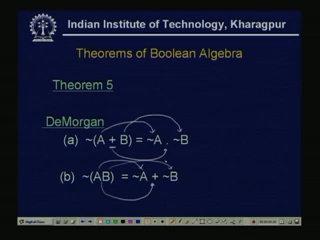 Indian Institute of Technology, Kharagpur
Theorems of Boolean Algebra
Theorem 5
DeMorgan
(a) ~(A + B) = ~A . ~B
(b) ~(AB) = ~A + ~B